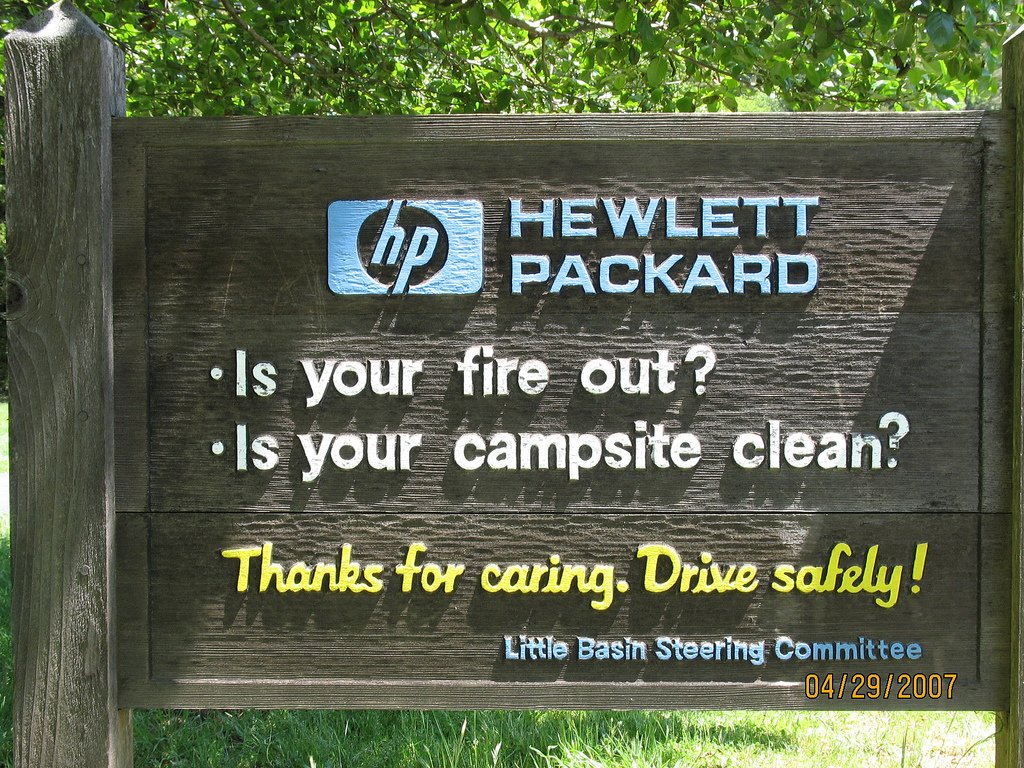 hp HEWLETT
PACKARD
· Is your fire out?
· Is your campsite clean?
Thanks for caring. Drive safely!
Little Basin Steering Committee
04/29/2007